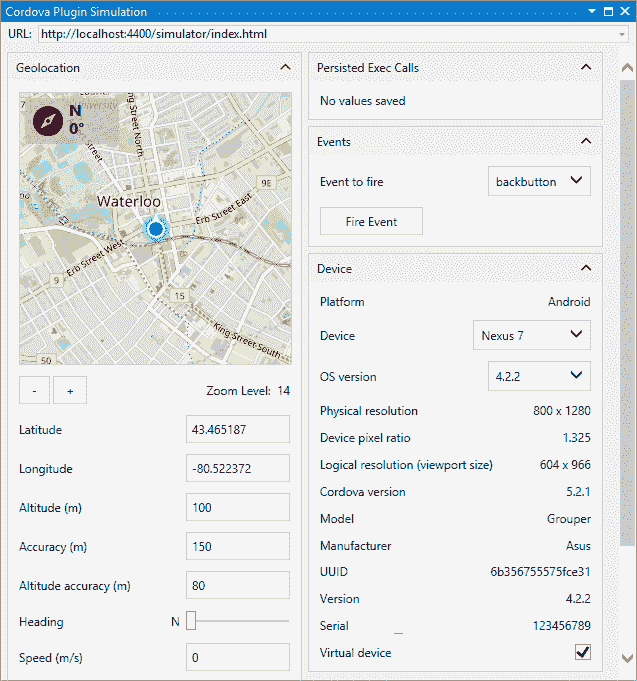 Cordova Plugin Simulation
URL: http://localhost:4400/simulator/index.html
Geolocation
N
0°
University
King Street North
Waterloo
9E
Erb Street East
Erb Street West
15
King Street South
50
- + Zoom Level: 14
Latitude 43.465187
Longitude -80.522372
Altitude (m) 100
Accuracy (m) 150
Altitude accuracy (m) 80
Heading N
Speed (m/s) 0
Persisted Exec Calls
No values saved
Events
Event to fire backbutton
Fire Event
Device
Platform Android
Device Nexus 7
OS version 4.2.2
Physical resolution 800 x 1280
Device pixel ratio 1.325
Logical resolution (viewport size) 604 x 966
Cordova version 5.2.1
Model Grouper
Manufacturer Asus
UUID 6b356755575fce31
Version 4.2.2
Serial 123456789
Virtual device